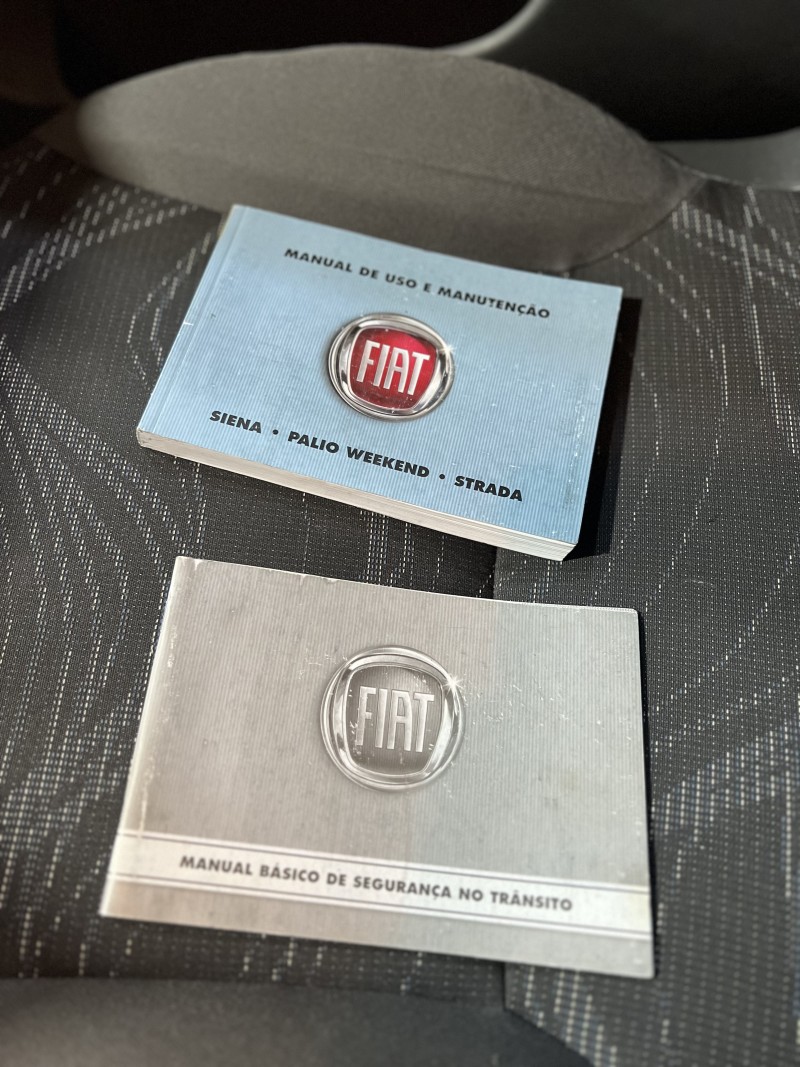 MANUAL DE USO E MANUTENÇÃO
FIAT
SIENA • PALIO WEEKEND • STRADA
FIAT
MANUAL BÁSICO DE SEGURANÇA NO TRÂNSITO